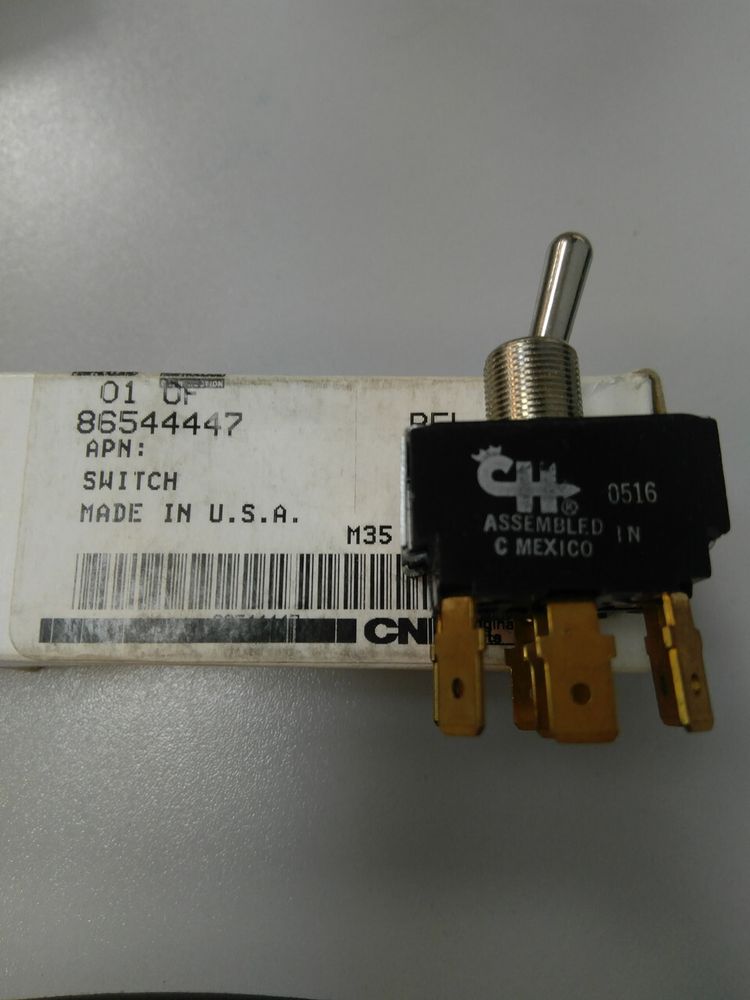 01 OF
86544447
APN:
SWITCH
MADE IN U.S.A.
M35
CN
CH®
0516
ASSEMBLED IN
C MEXICO